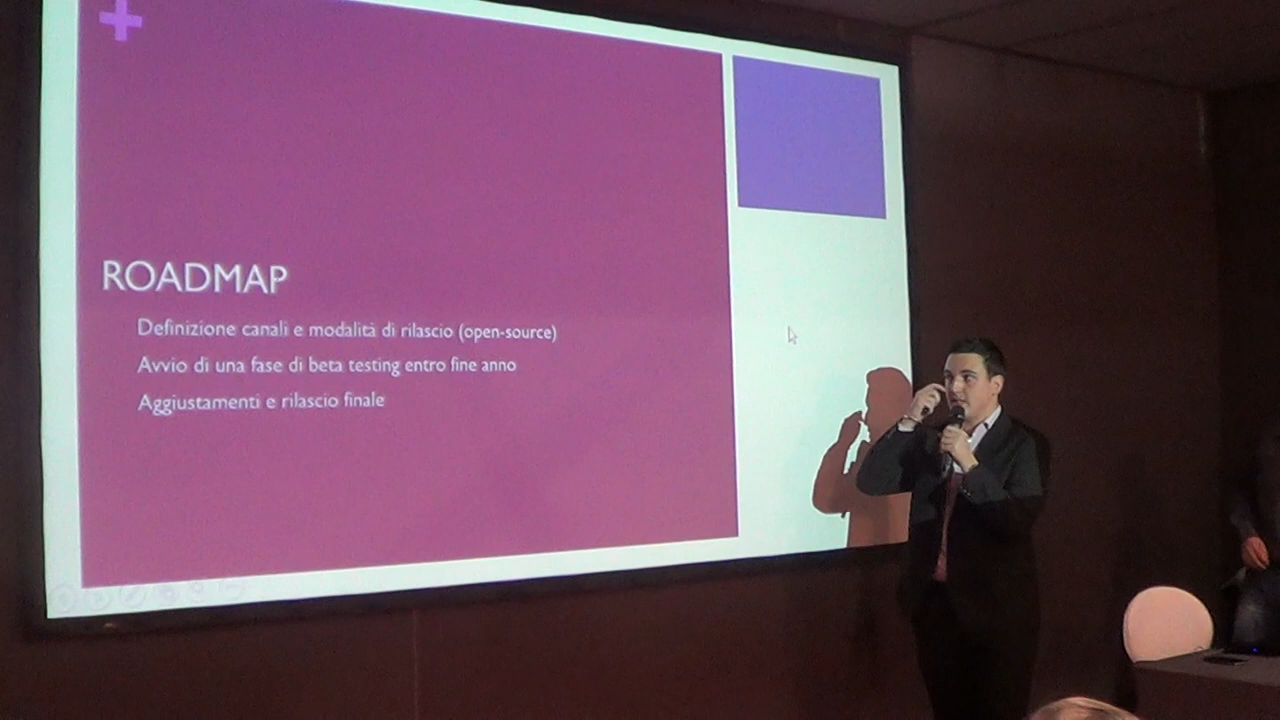 ROADMAP
Definizione canali e modalità di rilascio (open-source)
Avvio di una fase di beta testing entro fine anno
Aggiustamenti e rilascio finale